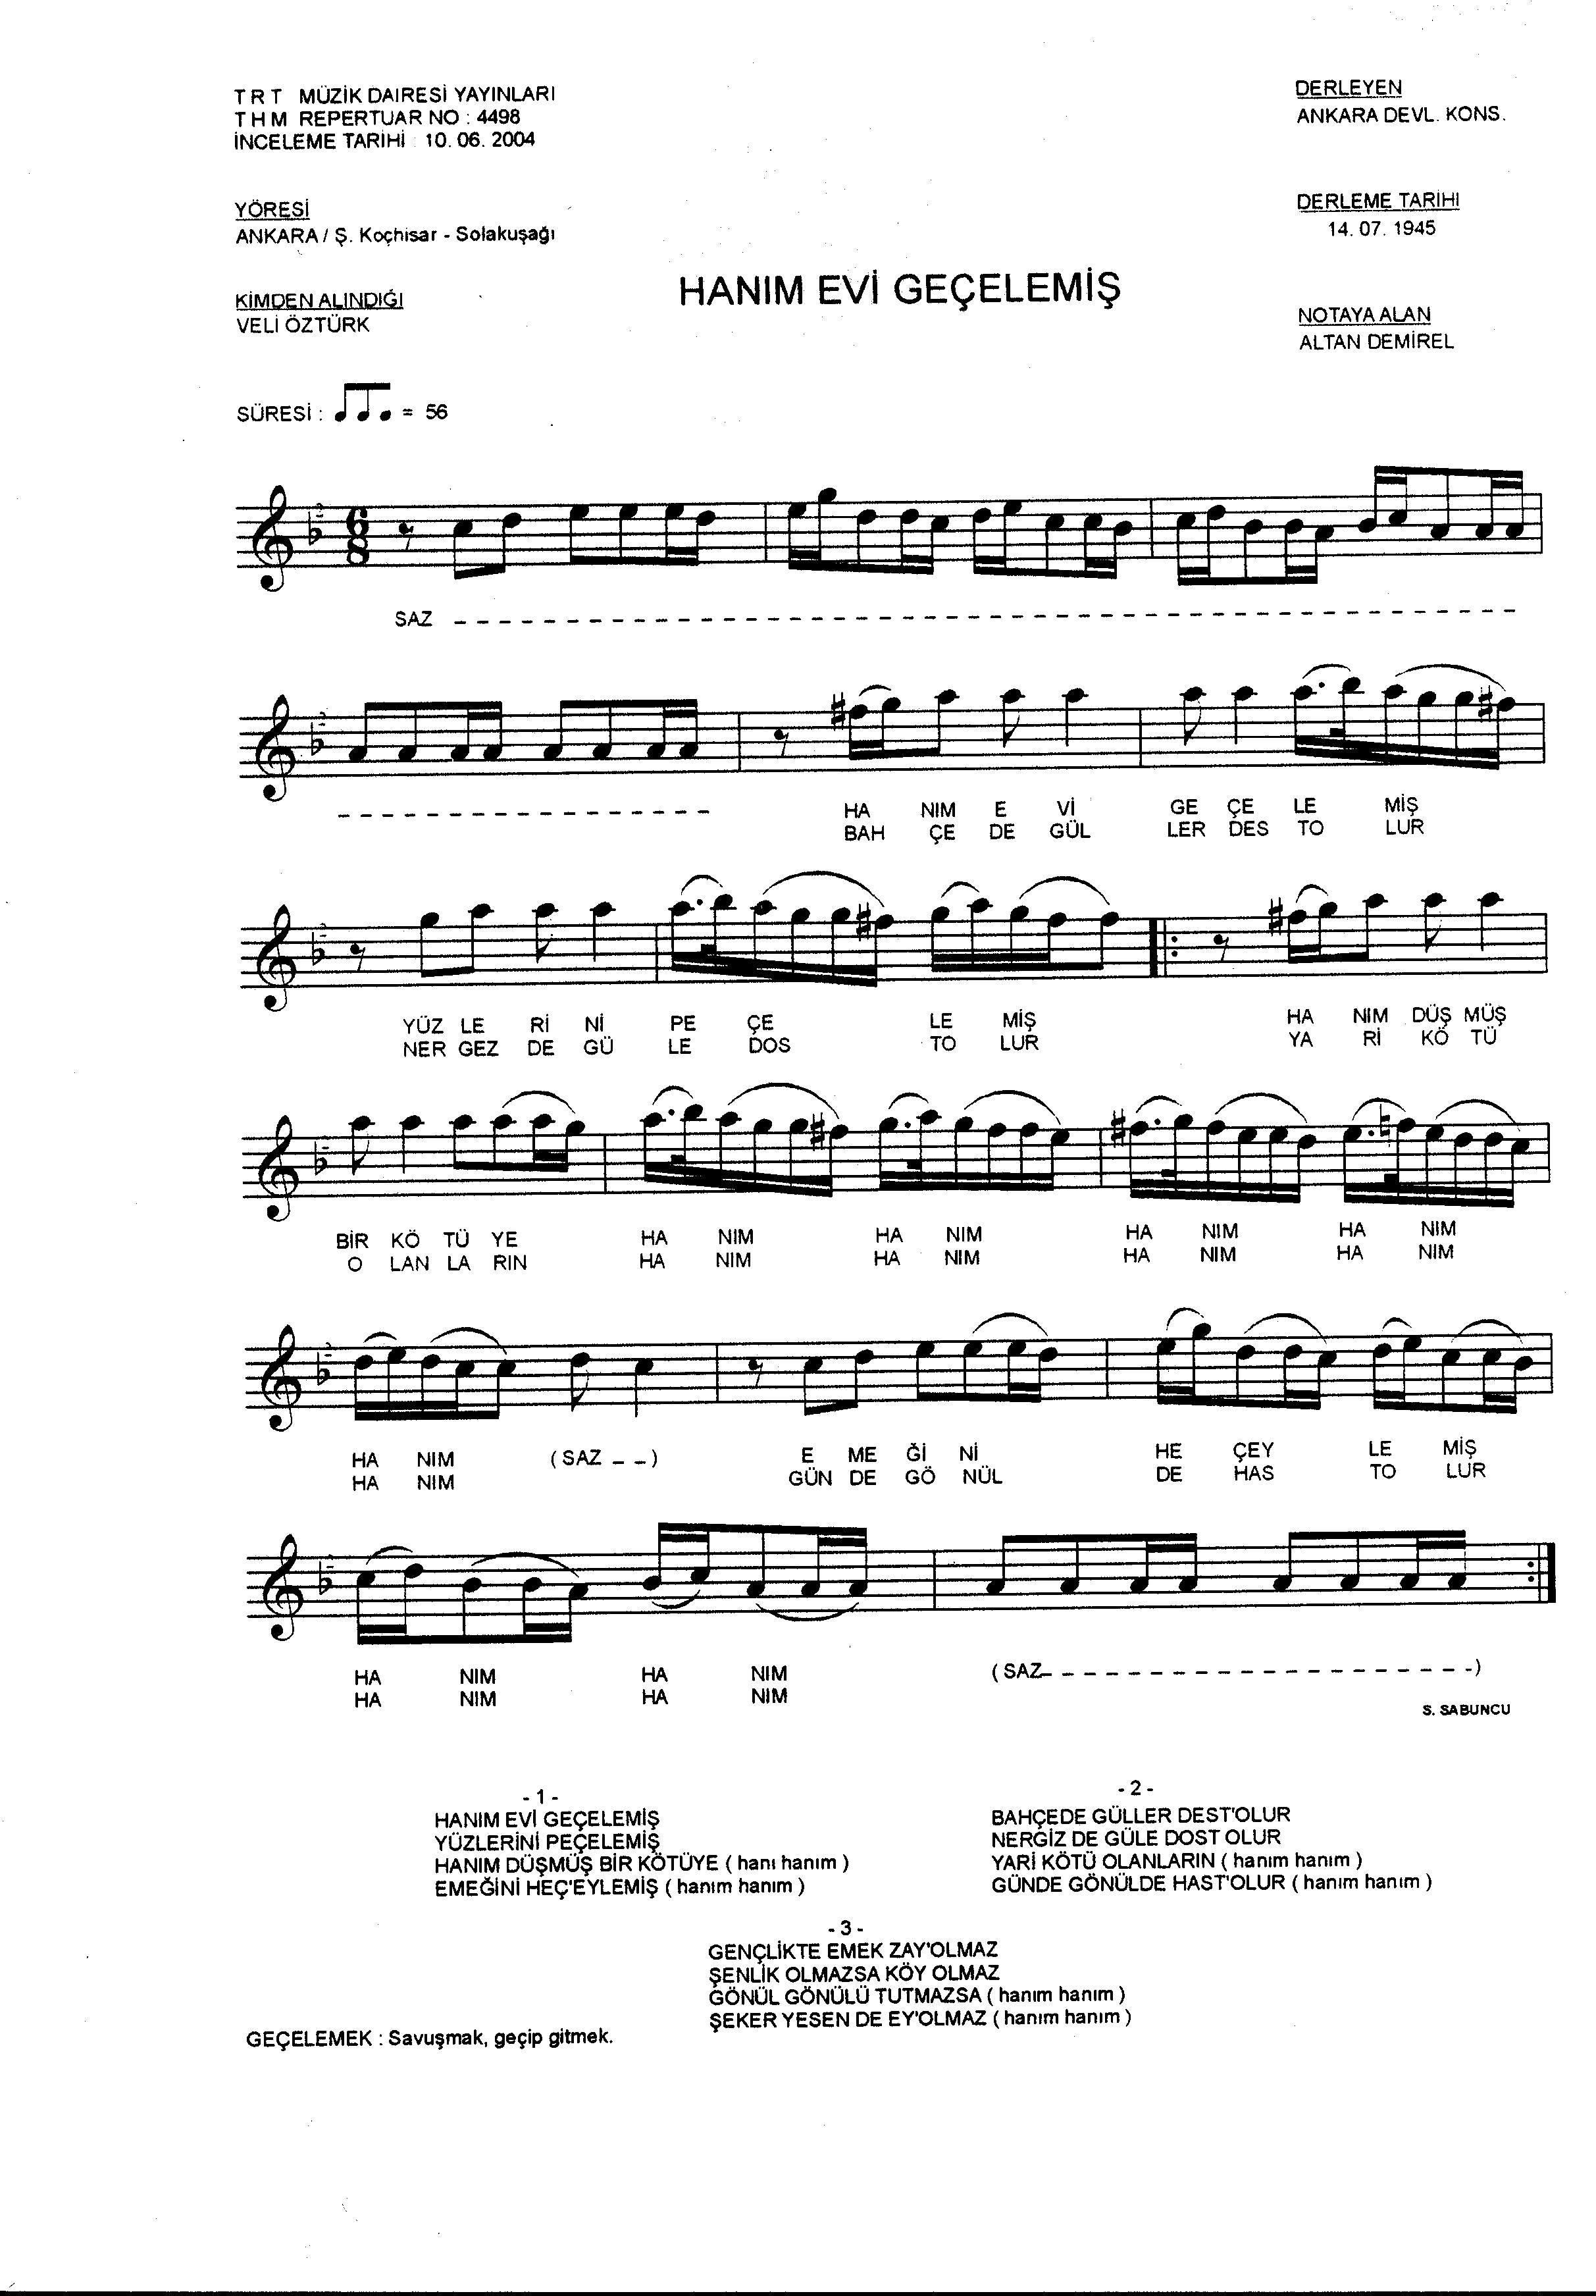 T R T MÜZİK DAIRESİ YAYINLARI
T H M REPERTUAR NO : 4498
İNCELEME TARİHİ : 10. 06. 2004
DERLEYEN
ANKARA DEVL. KONS.
YÖRESİ
ANKARA / Ş. Koçhisar - Solakuşağı
DERLEME TARİHI
14. 07. 1945
HANIM EVİ GEÇELEMİŞ
KİMDEN ALINDIĞI
VELİ ÖZTÜRK
NOTAYA ALAN
ALTAN DEMİREL
SÜRESİ : = 56
6
8
SAZ
HA NIM E Vİ GE ÇE LE MİŞ
BAH ÇE DE GÜL LER DES TO LUR
YÜZ LE Rİ Nİ PE ÇE LE MİŞ HA NIM DÜŞ MÜŞ
NER GEZ DE GÜ LE DOS TO LUR YA Rİ KÖ TÜ
BİR KÖ TÜ YE HA NIM HA NIM HA NIM HA NIM
O LAN LA RIN HA NIM HA NIM HA NIM HA NIM
HA NIM ( SAZ _ _ ) E ME Ğİ Nİ HE ÇEY LE MİŞ
HA NIM GÜN DE GÖ NÜL DE HAS TO LUR
HA NIM HA NIM ( SAZ- - - - - - - - - - - - - - - - - - - - -)
HA NIM HA NIM
S. SABUNCU
- 1 -
HANIM EVİ GEÇELEMİŞ
YÜZLERİNİ PEÇELEMİŞ
HANIM DÜŞMÜŞ BİR KÖTÜYE ( hanı hanım )
EMEĞİNİ HEÇ'EYLEMİŞ ( hanım hanım )
- 2 -
BAHÇEDE GÜLLER DEST'OLUR
NERGİZ DE GÜLE DOST OLUR
YARİ KÖTÜ OLANLARIN ( hanım hanım )
GÜNDE GÖNÜLDE HAST'OLUR ( hanım hanım )
- 3 -
GENÇLİKTE EMEK ZAY'OLMAZ
ŞENLİK OLMAZSA KÖY OLMAZ
GÖNÜL GÖNÜLÜ TUTMAZSA ( hanım hanım )
ŞEKER YESEN DE EY'OLMAZ ( hanım hanım )
GEÇELEMEK : Savuşmak, geçip gitmek.